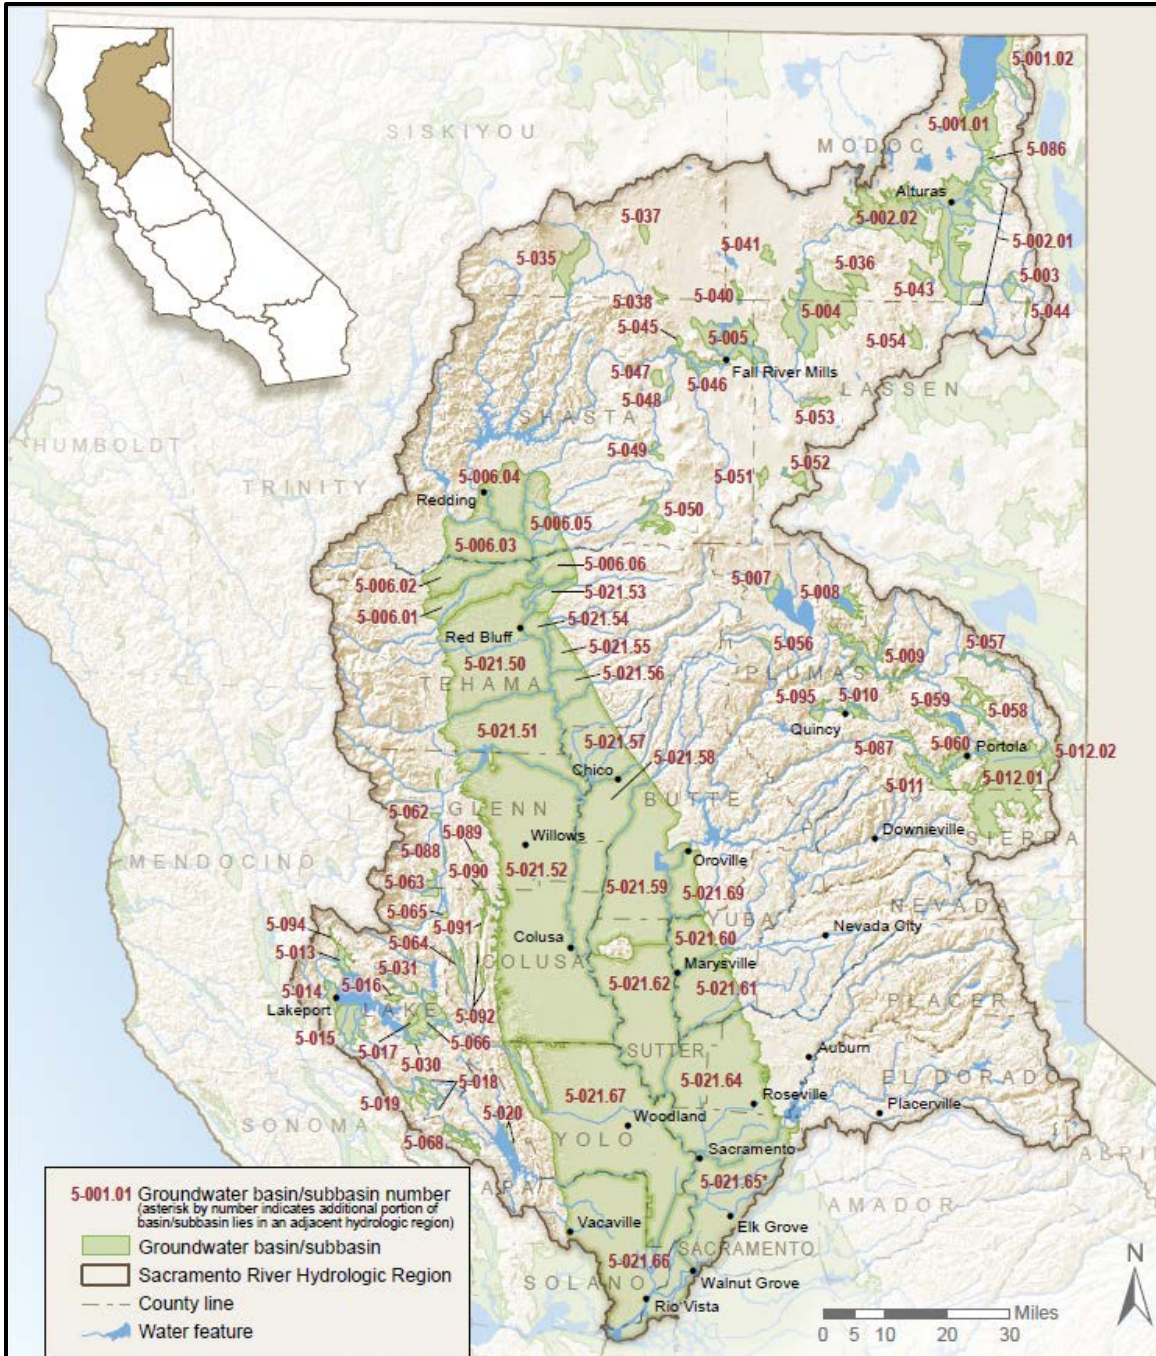 5-001.02
SISKIYOU
5-001.01
MODOC
5-086
Alturas
5-037
5-002.02
5-041
5-002.01
5-035
5-036
5-003
5-043
5-038
5-040
5-004
5-044
5-045
5-005
5-054
Fall River Mills
5-047
5-046
LASSEN
5-048
5-053
SHASTA
HUMBOLDT
5-049
5-052
5-051
5-006.04
TRINITY
Redding
5-050
5-006.05
5-006.03
5-006.06
5-006.02
5-007
5-008
5-021.53
5-006.01
5-021.54
Red Bluff
5-056
5-057
5-021.55
5-009
5-021.50
5-021.56
PLUMAS
TEHAMA
5-095
5-010
5-059
5-058
Quincy
5-021.51
5-021.57
5-021.58
5-087
5-060
Portola
5-012.02
Chico
5-011
5-012.01
BUTTE
GLENN
5-062
5-089
Willows
Downieville
SIERRA
5-088
MENDOCINO
Oroville
5-090
5-021.52
5-063
5-021.59
5-021.69
NEVADA
5-065
YUBA
5-094
5-091
5-021.60
Nevada City
5-013
5-064
Colusa
COLUSA
5-031
Marysville
5-016
5-021.62
5-021.61
5-014
PLACER
Lakeport
LAKE
5-092
5-015
5-066
5-017
SUTTER
Auburn
5-030
5-018
5-021.64
EL DORADO
5-019
5-021.67
Roseville
5-020
Woodland
Placerville
SONOMA
YOLO
5-068
Sacramento
5-021.65*
AMADOR
Vacaville
Elk Grove
SACRAMENTO
5-021.66
SOLANO
Walnut Grove
Rio Vista
5-001.01 Groundwater basin/subbasin number
(asterisk by number indicates additional portion of
basin/subbasin lies in an adjacent hydrologic region)
Groundwater basin/subbasin
Sacramento River Hydrologic Region
County line
Water feature
N
Miles
0 5 10 20 30